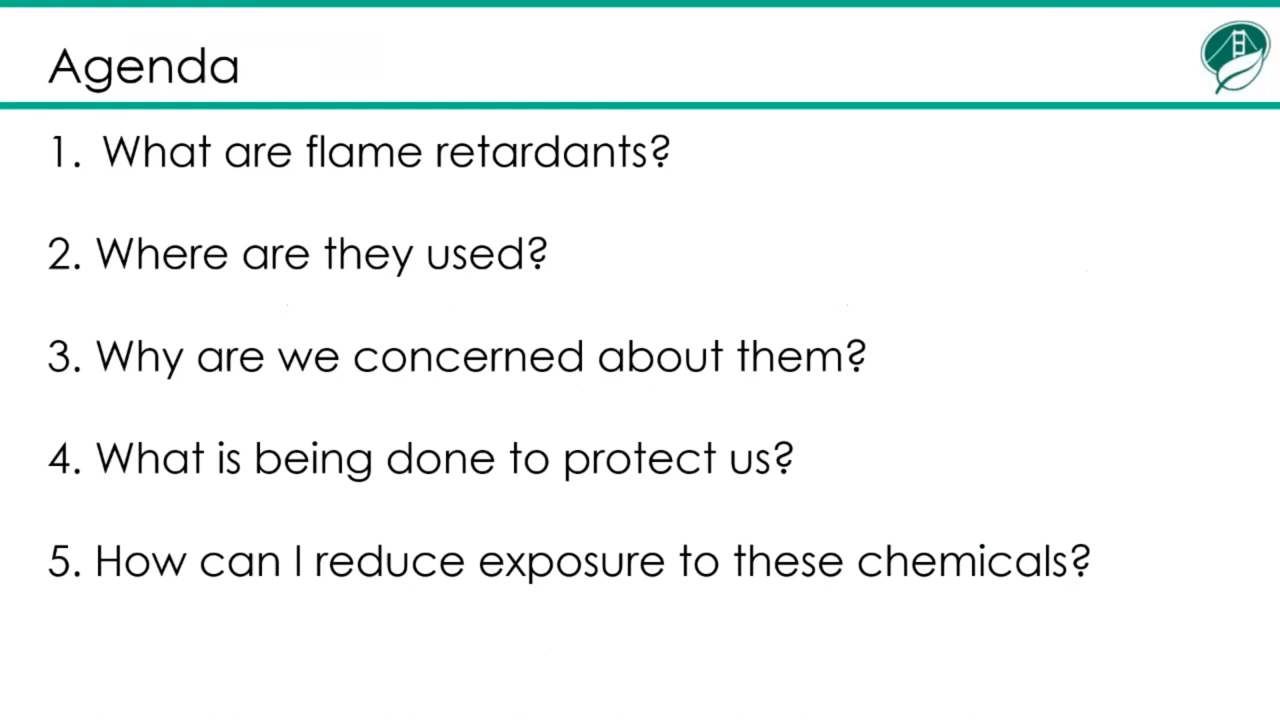 Agenda
1. What are flame retardants?
2. Where are they used?
3. Why are we concerned about them?
4. What is being done to protect us?
5. How can I reduce exposure to these chemicals?